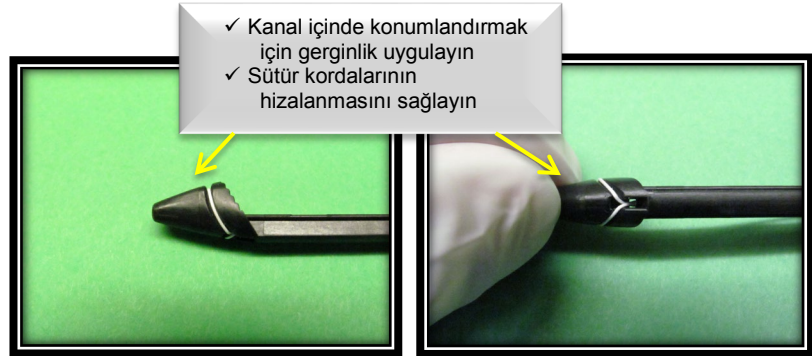 ✓ Kanal içinde konumlandırmak
için gerginlik uygulayın
✓ Sütür kordalarının
hizalanmasını sağlayın